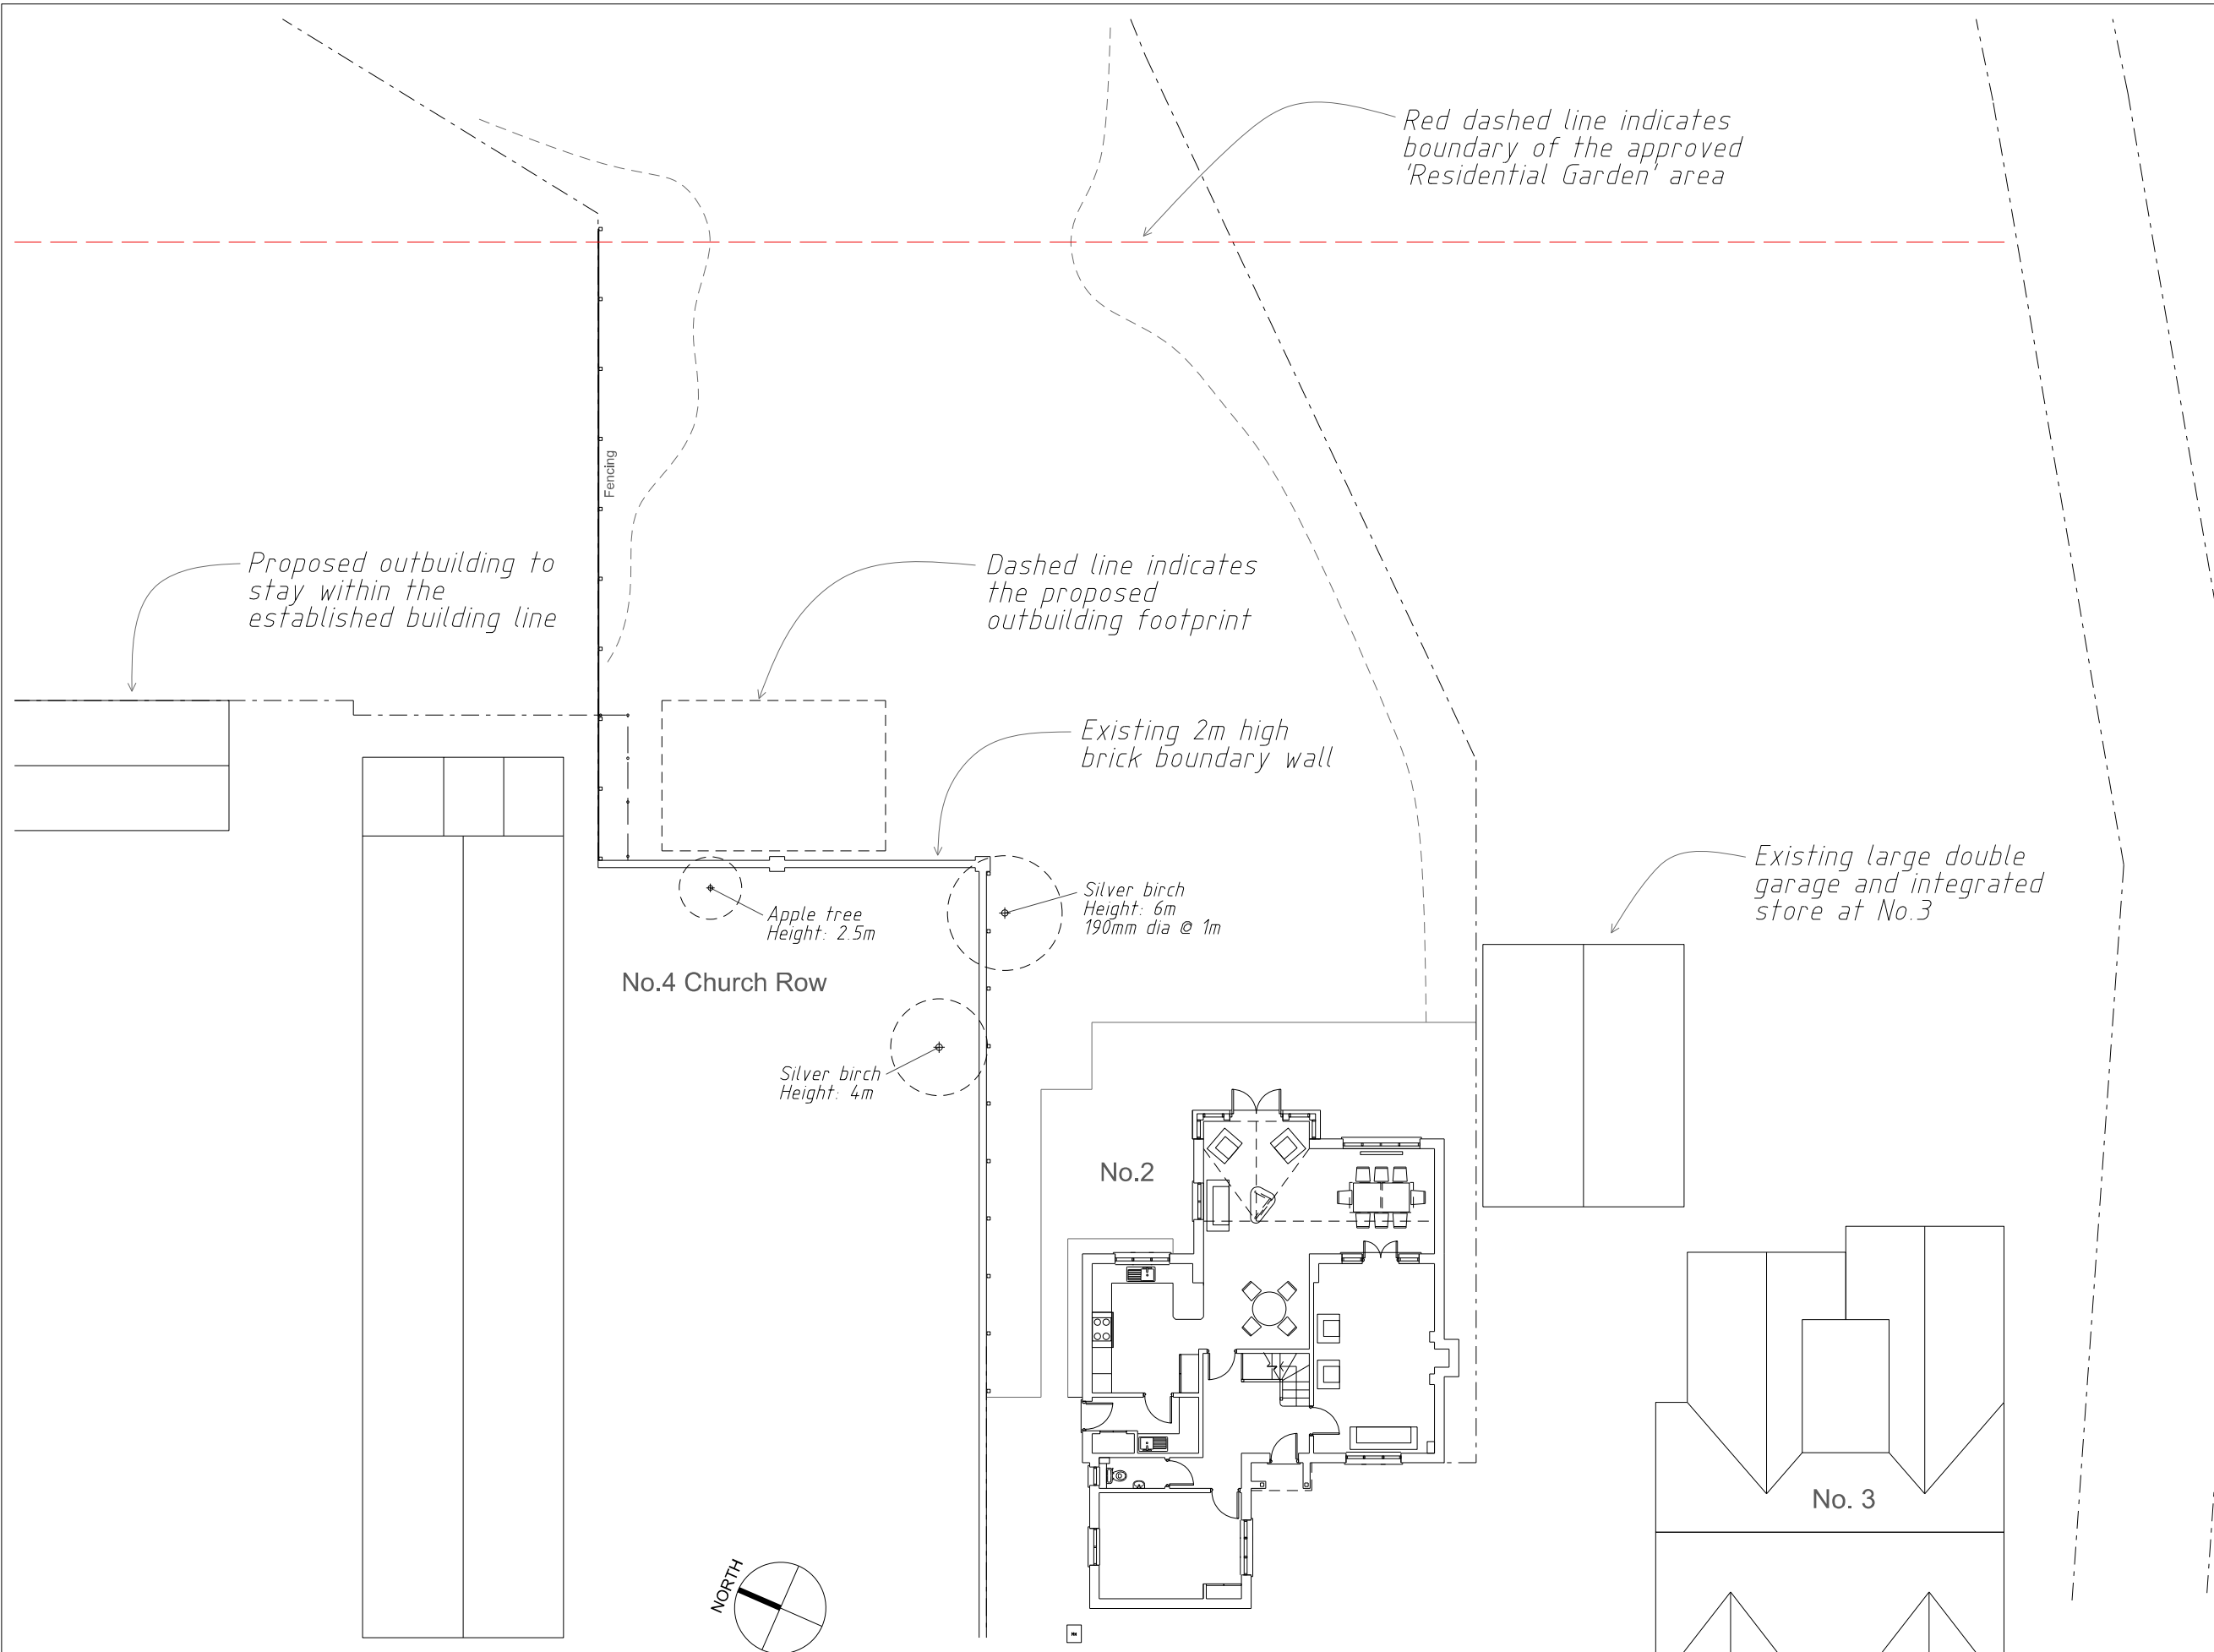 Red dashed line indicates
boundary of the approved
'Residential Garden' area
Fencing
Proposed outbuilding to
stay within the
established building line
Dashed line indicates
the proposed
outbuilding footprint
Existing 2m high
brick boundary wall
Existing large double
garage and integrated
store at No.3
Apple tree
Height: 2.5m
Silver birch
Height: 6m
190mm dia @ 1m
No.4 Church Row
Silver birch
Height: 4m
No.2
No. 3
NORTH